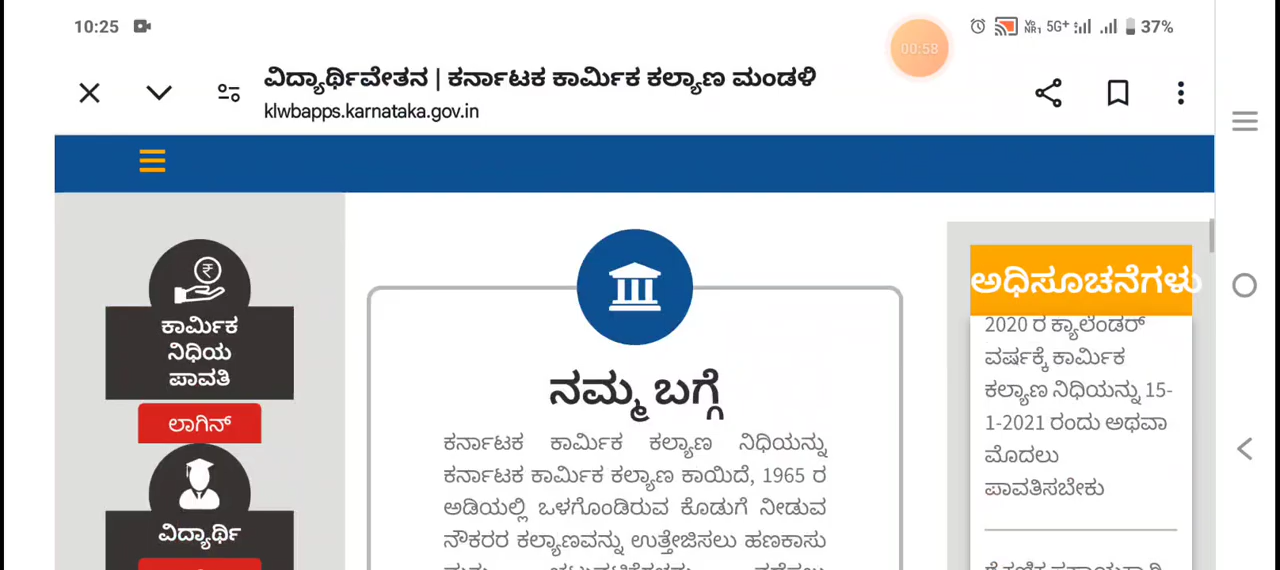 10:25
00:58
Vo
NR1 5G+ 37%
ವಿದ್ಯಾರ್ಥಿವೇತನ | ಕರ್ನಾಟಕ ಕಾರ್ಮಿಕ ಕಲ್ಯಾಣ ಮಂಡಳಿ
klwbapps.karnataka.gov.in
ಕಾರ್ಮಿಕ
ನಿಧಿಯ
ಪಾವತಿ
ಲಾಗಿನ್
ವಿದ್ಯಾರ್ಥಿ
ನಮ್ಮ ಬಗ್ಗೆ
ಕರ್ನಾಟಕ ಕಾರ್ಮಿಕ ಕಲ್ಯಾಣ ನಿಧಿಯನ್ನು
ಕರ್ನಾಟಕ ಕಾರ್ಮಿಕ ಕಲ್ಯಾಣ ಕಾಯಿದೆ, 1965 ರ
ಅಡಿಯಲ್ಲಿ ಒಳಗೊಂಡಿರುವ ಕೊಡುಗೆ ನೀಡುವ
ನೌಕರರ ಕಲ್ಯಾಣವನ್ನು ಉತ್ತೇಜಿಸಲು ಹಣಕಾಸು
ಅಧಿಸೂಚನೆಗಳು
2020 ರ ಕ್ಯಾಲೆಂಡರ್
ವರ್ಷಕ್ಕೆ ಕಾರ್ಮಿಕ
ಕಲ್ಯಾಣ ನಿಧಿಯನ್ನು 15-
1-2021 ರಂದು ಅಥವಾ
ಮೊದಲು
ಪಾವತಿಸಬೇಕು